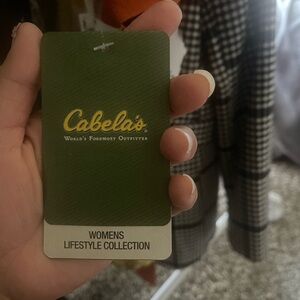 Cabela's
WORLD'S FOREMOST OUTFITTER
WOMENS
LIFESTYLE COLLECTION